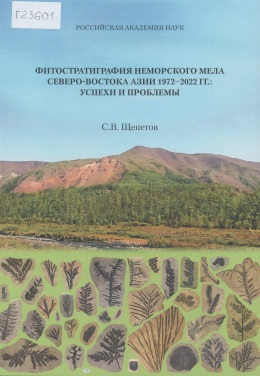 Г23601
РОССИЙСКАЯ АКАДЕМИЯ НАУК
ФИТОСТРАТИГРАФИЯ НЕМОРСКОГО МЕЛА
СЕВЕРО-ВОСТОКА АЗИИ 1972–2022 ГГ.:
УСПЕХИ И ПРОБЛЕМЫ
С.В. Щепетов